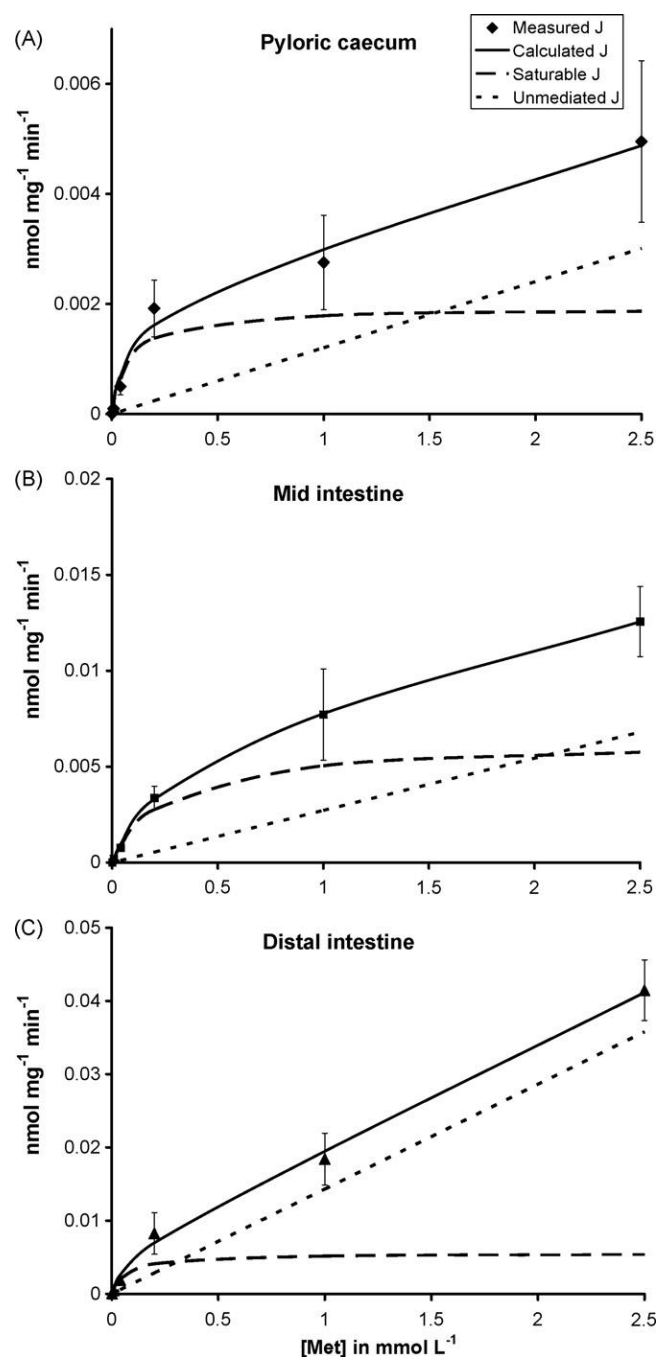 (A)
Pyloric caecum
Measured J
Calculated J
Saturable J
Unmediated J
nmol mg⁻¹ min⁻¹
0.006
0.004
0.002
0
0 0.5 1 1.5 2 2.5
(B)
Mid intestine
nmol mg⁻¹ min⁻¹
0.02
0.015
0.01
0.005
0
0 0.5 1 1.5 2 2.5
(C)
Distal intestine
nmol mg⁻¹ min⁻¹
0.05
0.04
0.03
0.02
0.01
0
0 0.5 1 1.5 2 2.5
[Met] in mmol L⁻¹